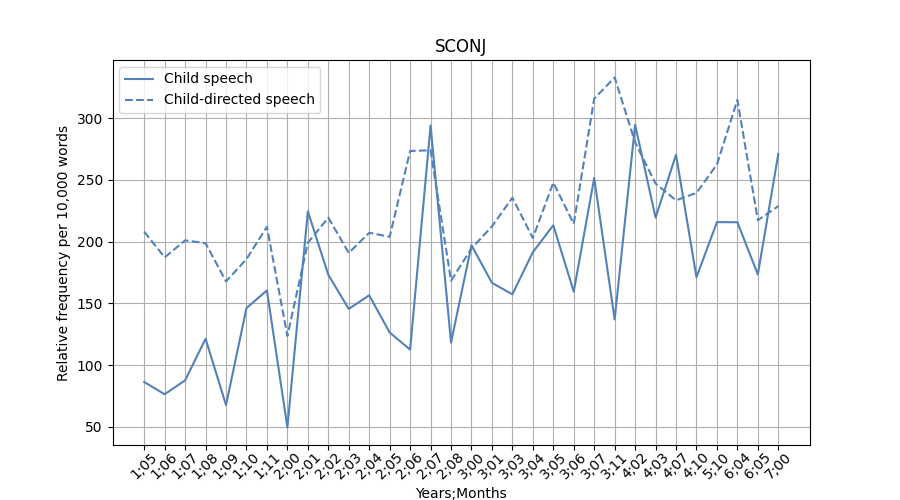 SCONJ
Child speech
Child-directed speech
Relative frequency per 10,000 words
300
250
200
150
100
50
1;05 1;06 1;07 1;08 1;09 1;10 1;11 2;00 2;01 2;02 2;03 2;04 2;05 2;06 2;07 2;08 3;00 3;01 3;03 3;04 3;05 3;06 3;07 3;11 4;02 4;03 4;07 4;10 5;10 6;04 6;05 7;00
Years;Months